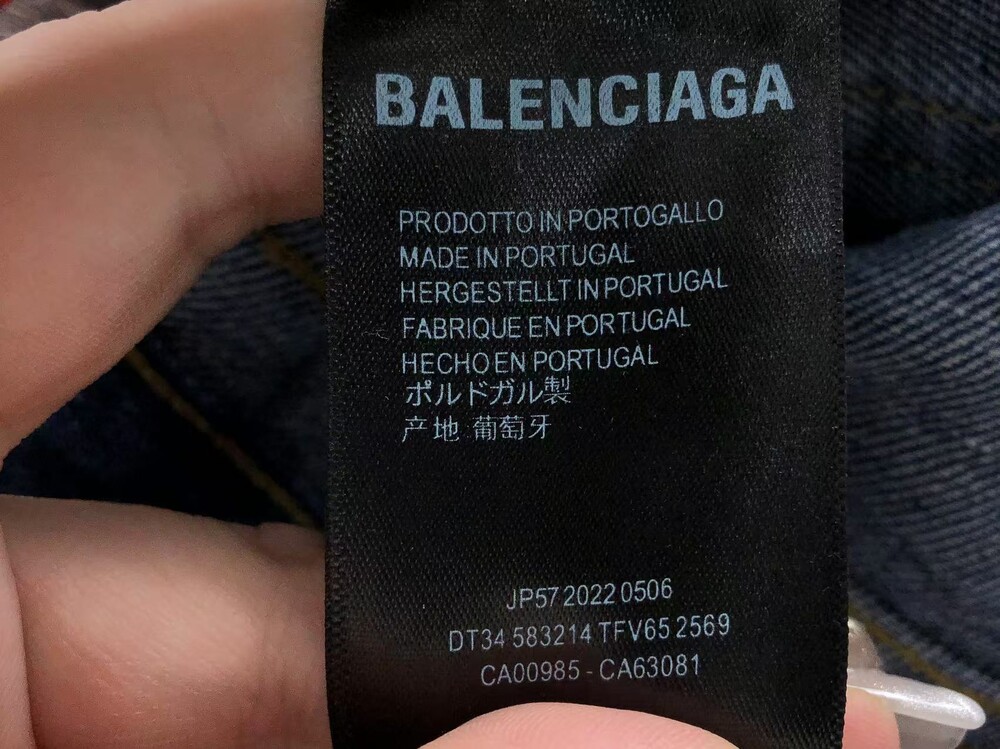 BALENCIAGA
PRODOTTO IN PORTOGALLO
MADE IN PORTUGAL
HERGESTELLT IN PORTUGAL
FABRIQUE EN PORTUGAL
HECHO EN PORTUGAL
ポルドガル製
产地 葡萄牙
JP57 2022 0506
DT34 583214 TFV65 2569
CA00985 - CA63081